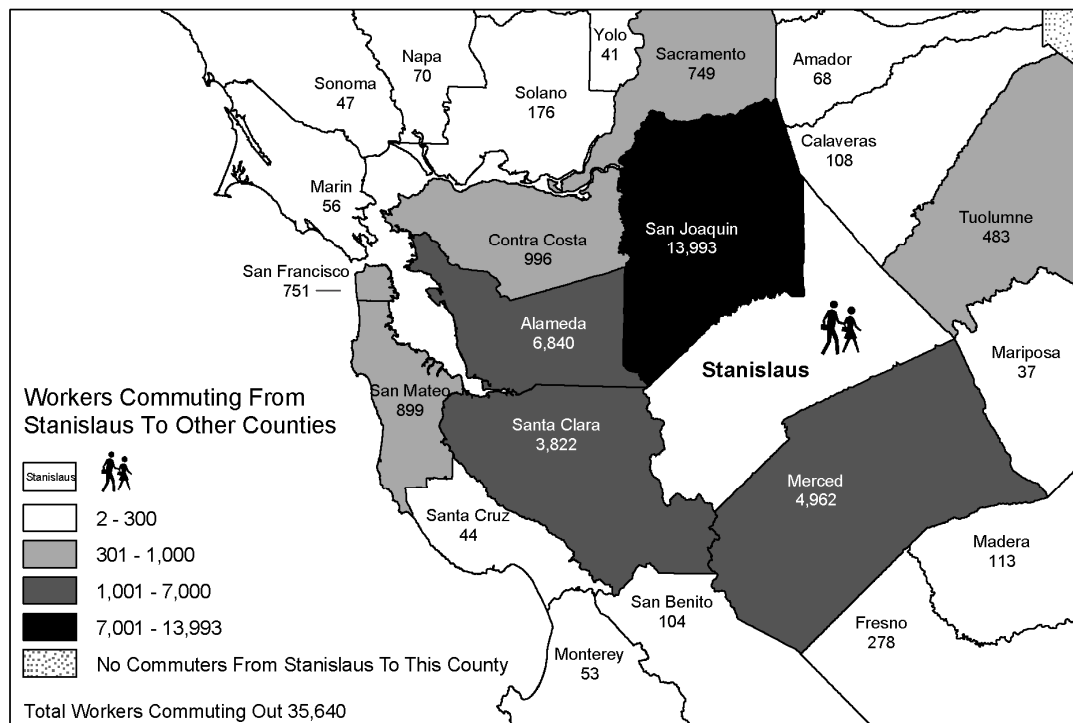 Yolo
41
Napa
70
Sacramento
749
Amador
68
Sonoma
47
Solano
176
Calaveras
108
Marin
56
Tuolumne
483
San Joaquin
13,993
Contra Costa
996
San Francisco
751
Alameda
6,840
Mariposa
37
Stanislaus
San Mateo
899
Santa Clara
3,822
Merced
4,962
Santa Cruz
44
Madera
113
San Benito
104
Fresno
278
Monterey
53
Workers Commuting From
Stanislaus To Other Counties
Stanislaus
2 - 300
301 - 1,000
1,001 - 7,000
7,001 - 13,993
No Commuters From Stanislaus To This County
Total Workers Commuting Out 35,640